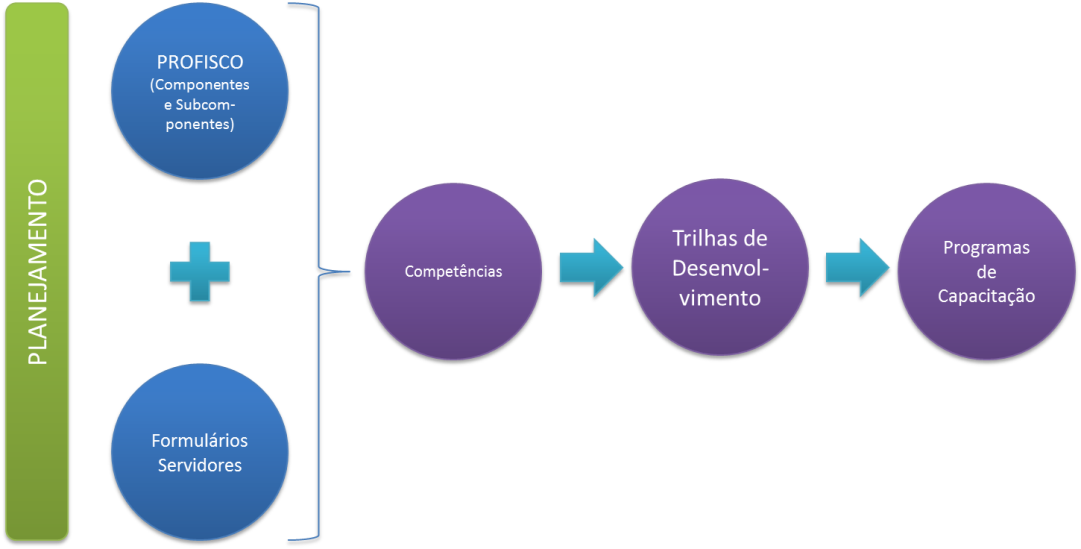 PLANEJAMENTO
PROFISCO
(Componentes
e Subcom-
ponentes)
Formulários
Servidores
Competências
Trilhas de
Desenvol-
vimento
Programas
de
Capacitação